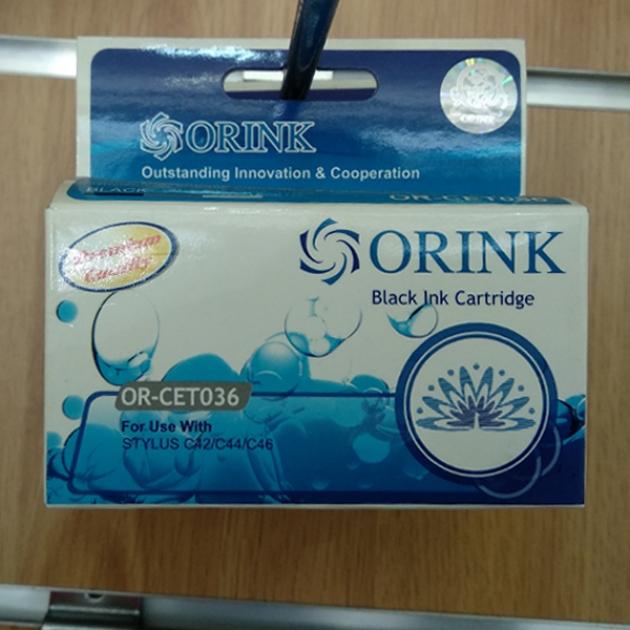 ORINK
Outstanding Innovation & Cooperation
ORINK
BLACK
OR-CET036
Premium
Quality
ORINK
Black Ink Cartridge
OR-CET036
For Use With
STYLUS C42/C44/C46